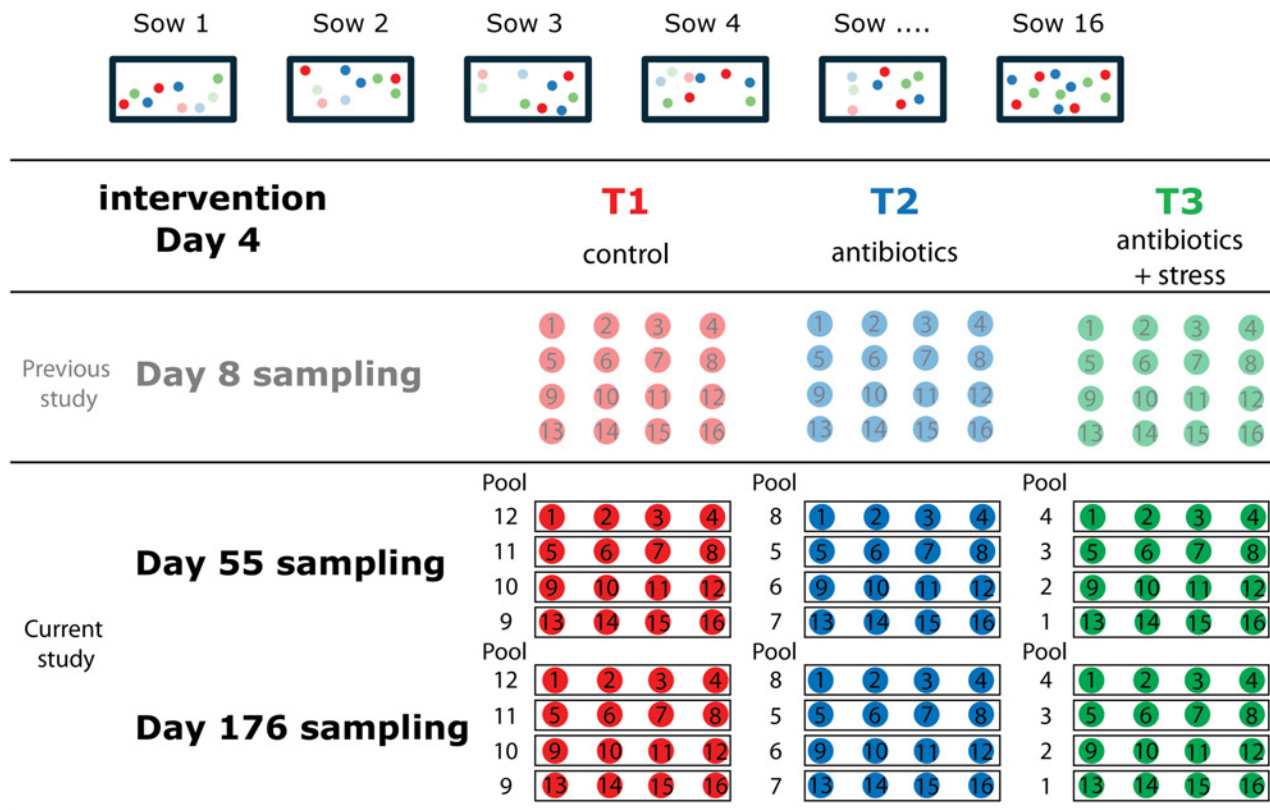 Sow 1 Sow 2 Sow 3 Sow 4 Sow .... Sow 16
intervention
Day 4
T1 T2 T3
control antibiotics antibiotics
+ stress
Previous
study
Day 8 sampling
1 2 3 4 1 2 3 4 1 2 3 4
5 6 7 8 5 6 7 8 5 6 7 8
9 10 11 12 9 10 11 12 9 10 11 12
13 14 15 16 13 14 15 16 13 14 15 16
Current
study
Day 55 sampling
Pool Pool Pool
12 1 2 3 4 8 1 2 3 4 4 1 2 3 4
11 5 6 7 8 5 5 6 7 8 3 5 6 7 8
10 9 10 11 12 6 9 10 11 12 2 9 10 11 12
9 13 14 15 16 7 13 14 15 16 1 13 14 15 16
Day 176 sampling
Pool Pool Pool
12 1 2 3 4 8 1 2 3 4 4 1 2 3 4
11 5 6 7 8 5 5 6 7 8 3 5 6 7 8
10 9 10 11 12 6 9 10 11 12 2 9 10 11 12
9 13 14 15 16 7 13 14 15 16 1 13 14 15 16